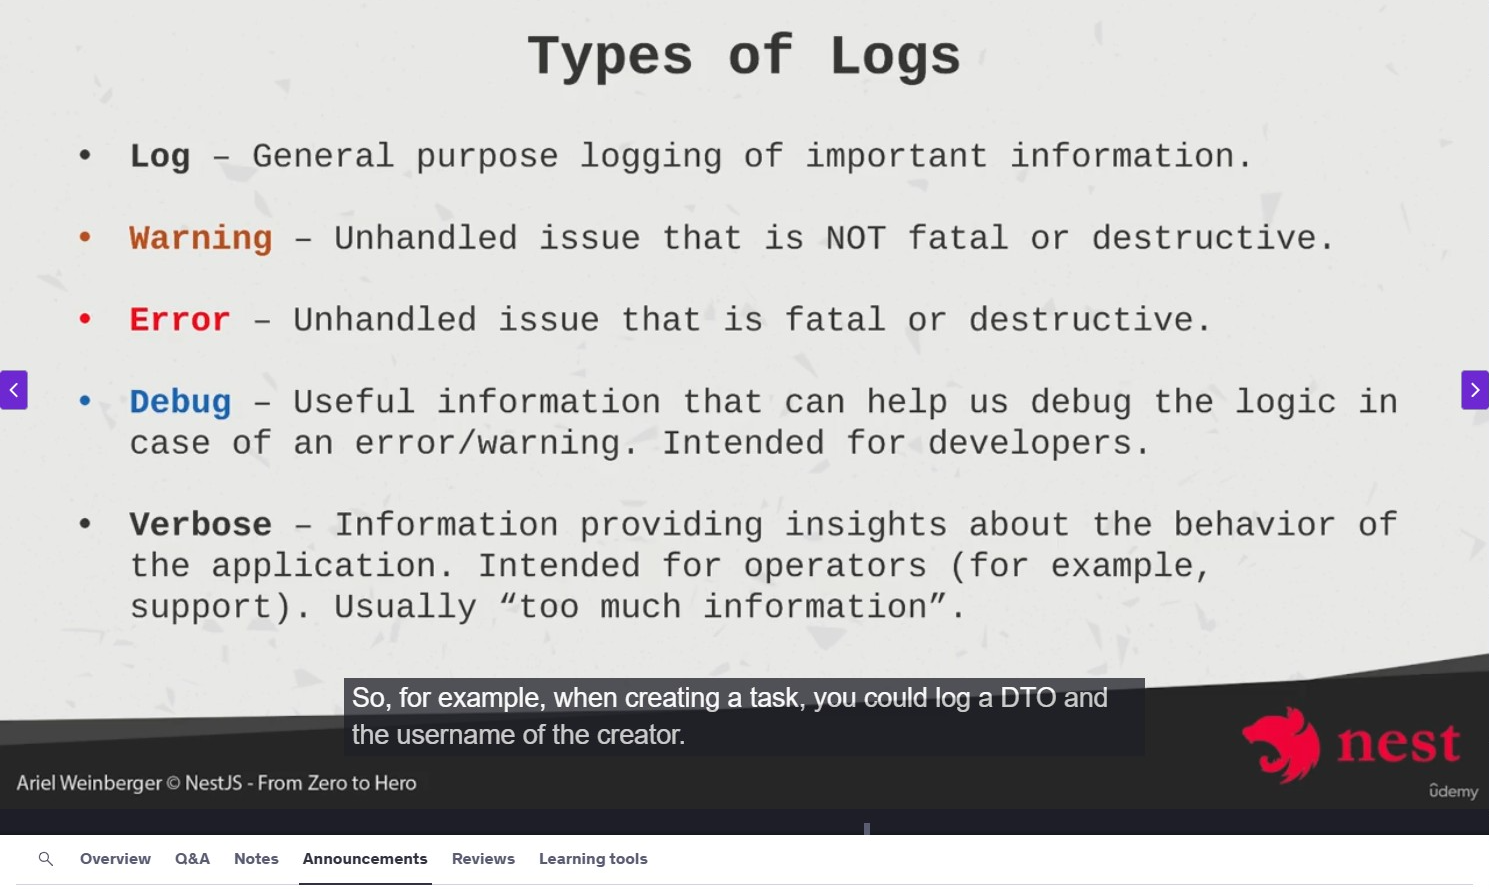 Types of Logs
• Log – General purpose logging of important information.
• Warning – Unhandled issue that is NOT fatal or destructive.
• Error – Unhandled issue that is fatal or destructive.
• Debug – Useful information that can help us debug the logic in
case of an error/warning. Intended for developers.
• Verbose – Information providing insights about the behavior of
the application. Intended for operators (for example,
support). Usually “too much information”.
So, for example, when creating a task, you could log a DTO and
the username of the creator.
nest
Ariel Weinberger © NestJS - From Zero to Hero
ûdemy
Overview Q&A Notes Announcements Reviews Learning tools